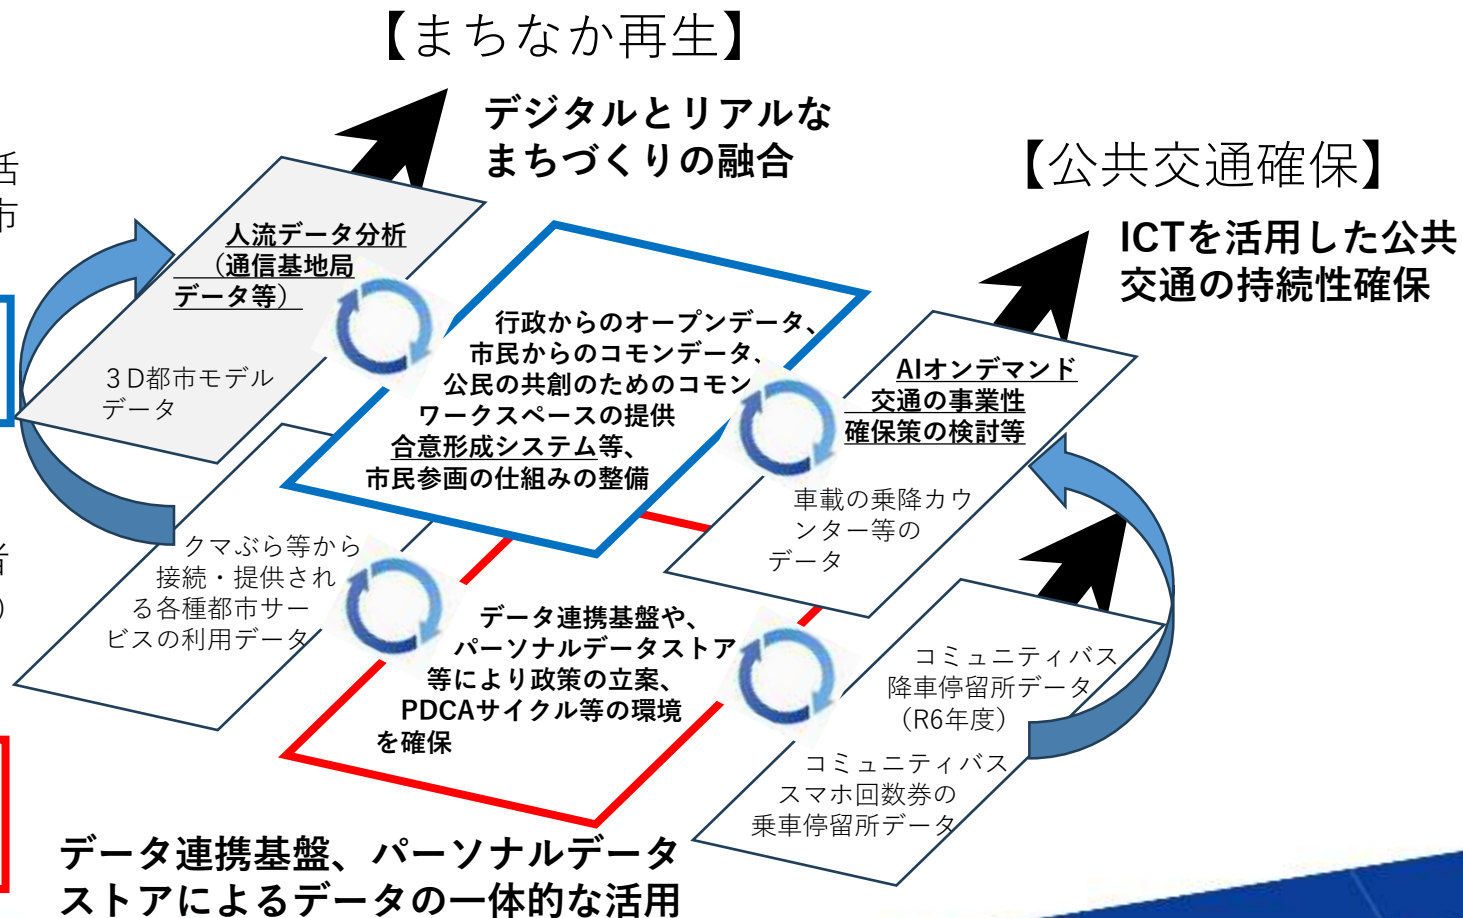 【まちなか再生】
デジタルとリアルな
まちづくりの融合
【公共交通確保】
ICTを活用した公共
交通の持続性確保
活
市
人流データ分析
（通信基地局
データ等）
３D都市モデル
データ
行政からのオープンデータ、
市民からのコモンデータ、
公民の共創のためのコモン
ワークスペースの提供
合意形成システム等、
市民参画の仕組みの整備
AIオンデマンド
交通の事業性
確保策の検討等
車載の乗降カウ
ンター等の
データ
者
）
クマぶら等から
接続・提供され
る各種都市サー
ビスの利用データ
データ連携基盤や、
パーソナルデータストア
等により政策の立案、
PDCAサイクル等の環境
を確保
コミュニティバス
降車停留所データ
（R6年度）
コミュニティバス
スマホ回数券の
乗車停留所データ
データ連携基盤、パーソナルデータ
ストアによるデータの一体的な活用